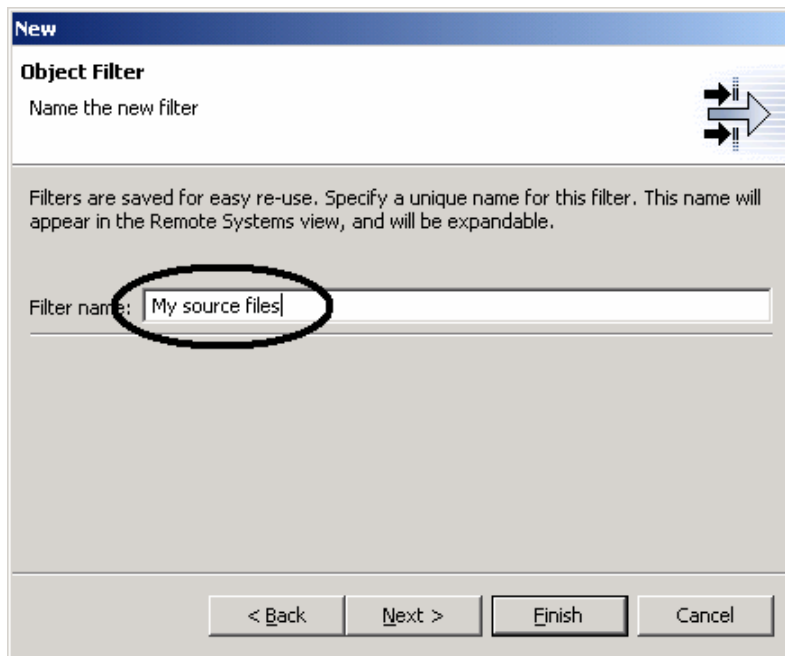 New
Object Filter
Name the new filter
Filters are saved for easy re-use. Specify a unique name for this filter. This name will
appear in the Remote Systems view, and will be expandable.
Filter name: My source files
< Back Next > Finish Cancel